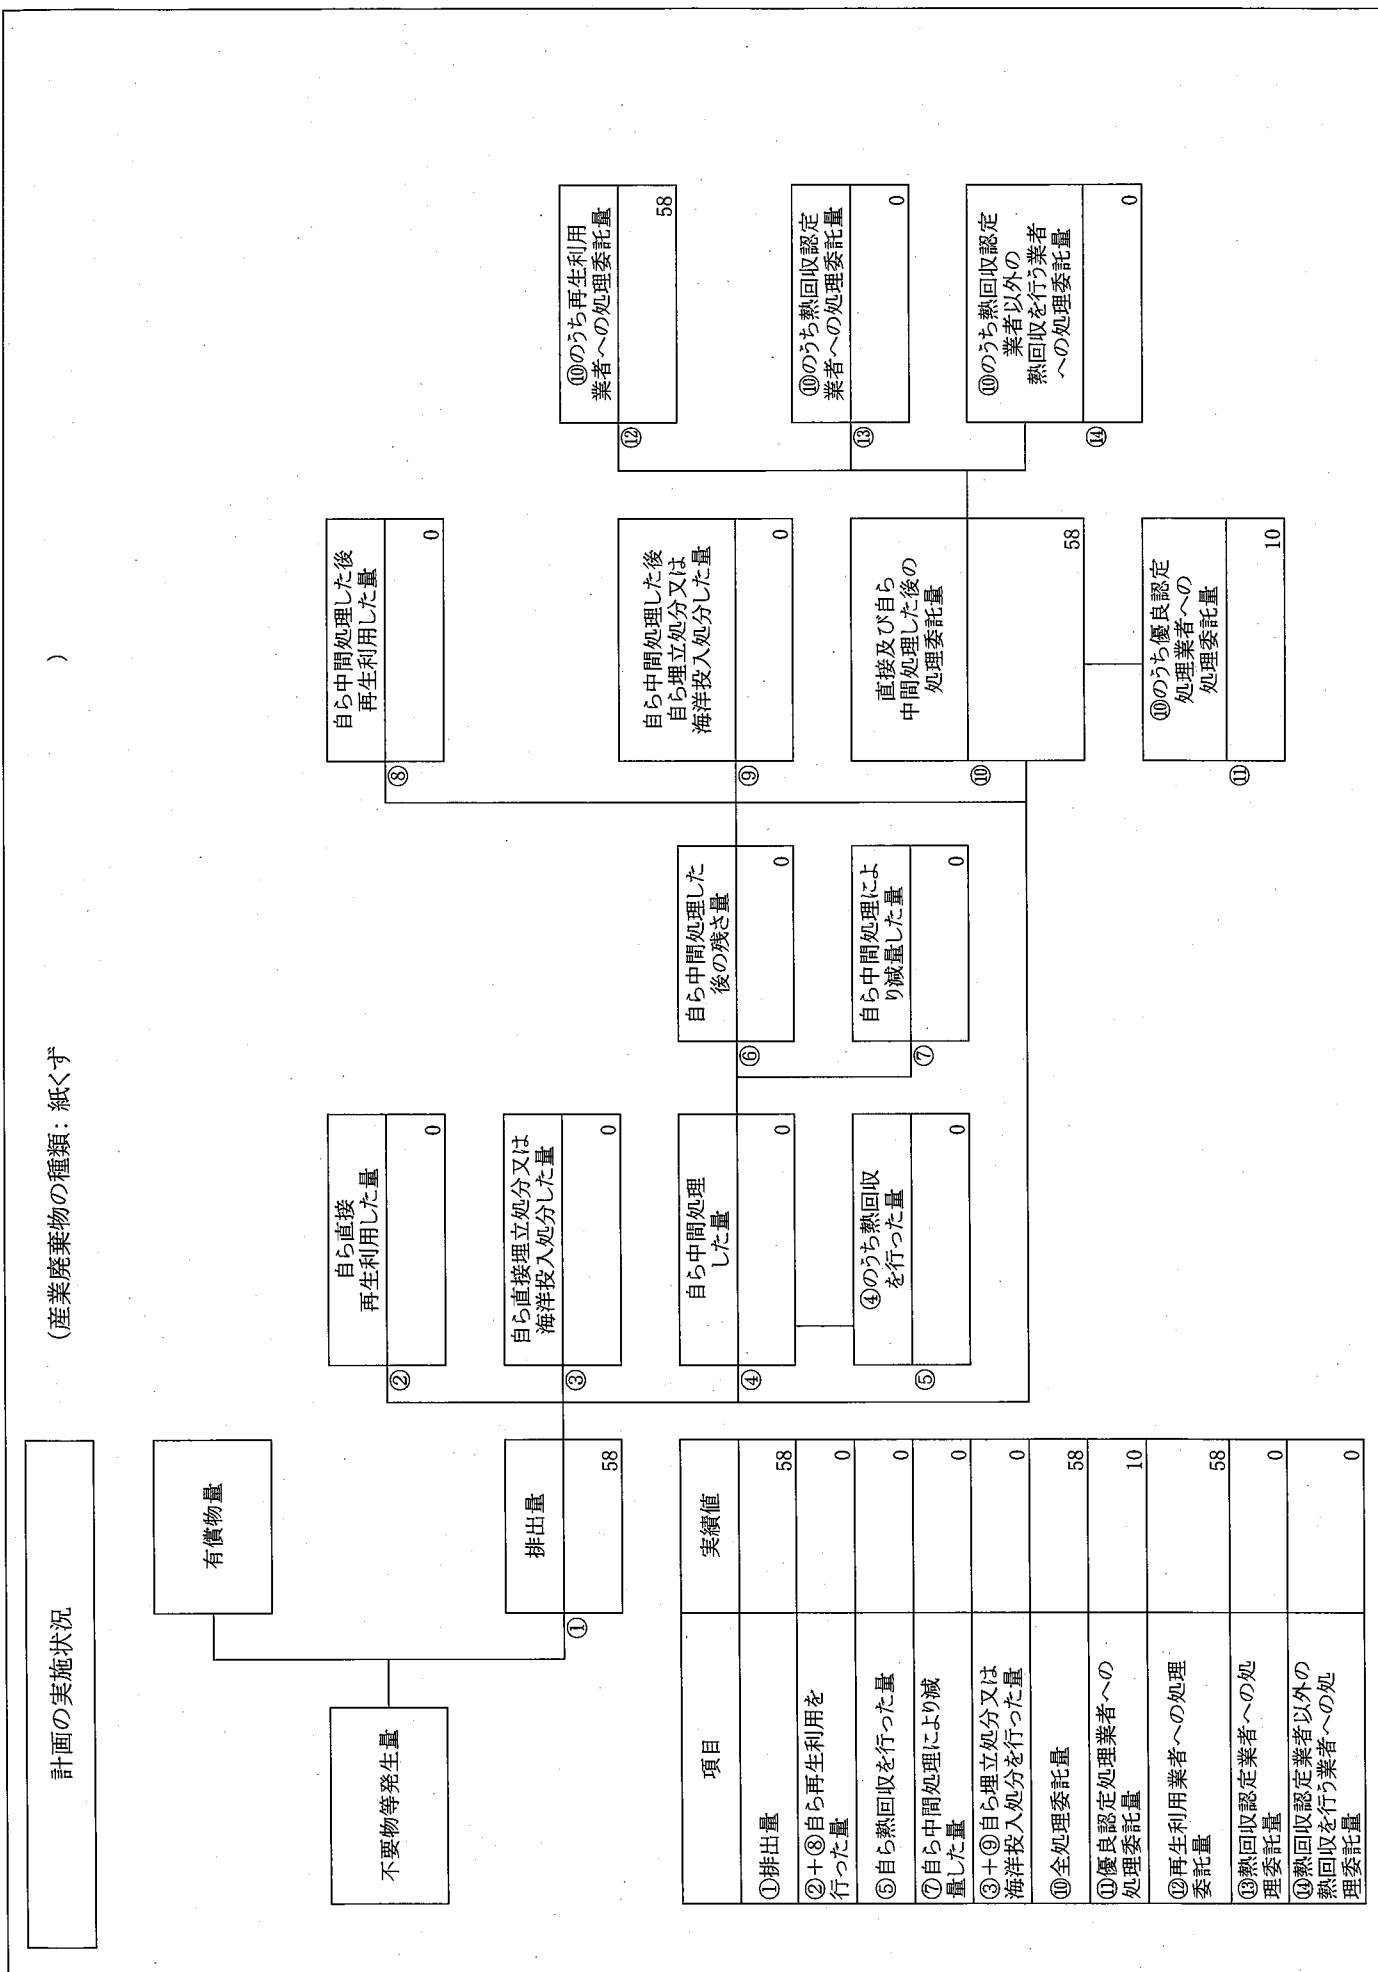 計画の実施状況
(産業廃棄物の種類：紙くず
)
不要物等発生量
有償物量
排出量
①
58
自ら直接
再生利用した量
②
0
自ら直接埋立処分又は
海洋投入処分した量
③
0
自ら中間処理
した量
④
0
④のうち熱回収
を行った量
⑤
0
自ら中間処理した
後の残さ量
⑥
0
自ら中間処理によ
り減量した量
⑦
0
自ら中間処理した後
再生利用した量
⑧
0
自ら中間処理した後
自ら埋立処分又は
海洋投入処分した量
⑨
0
直接及び自ら
中間処理した後の
処理委託量
⑩
58
⑩のうち優良認定
処理業者への
処理委託量
⑪
10
⑩のうち再生利用
業者への処理委託量
⑫
58
⑩のうち熱回収認定
業者への処理委託量
⑬
0
⑩のうち熱回収認定
業者以外の
熱回収を行う業者
への処理委託量
⑭
0
項目 実績値
①排出量 58
②+⑧自ら再生利用を
行った量 0
⑤自ら熱回収を行った量 0
⑦自ら中間処理により減
量した量 0
③+⑨自ら埋立処分又は
海洋投入処分を行った量 0
⑩全処理委託量 58
⑪優良認定処理業者への
処理委託量 10
⑫再生利用業者への処理
委託量 58
⑬熱回収認定業者への処
理委託量 0
⑭熱回収認定業者以外の
熱回収を行う業者への処
理委託量 0